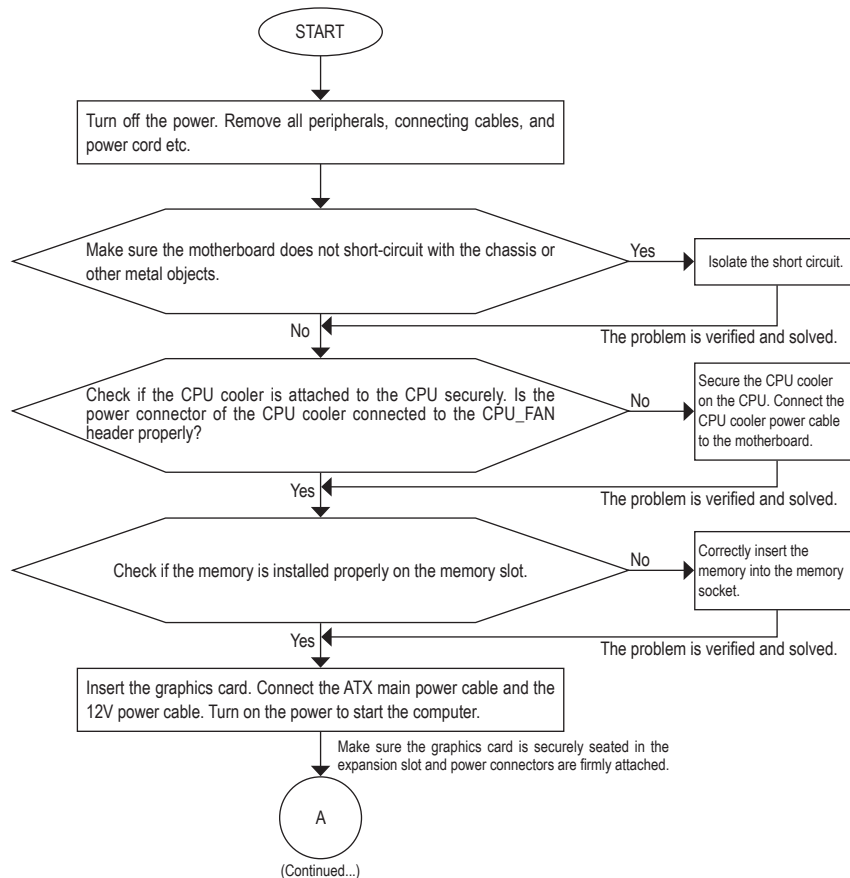 START
Turn off the power. Remove all peripherals, connecting cables, and
power cord etc.
Make sure the motherboard does not short-circuit with the chassis or
other metal objects.
Yes
Isolate the short circuit.
No
The problem is verified and solved.
Check if the CPU cooler is attached to the CPU securely. Is the
power connector of the CPU cooler connected to the CPU_FAN
header properly?
No
Secure the CPU cooler
on the CPU. Connect the
CPU cooler power cable
to the motherboard.
Yes
The problem is verified and solved.
Check if the memory is installed properly on the memory slot.
No
Correctly insert the
memory into the memory
socket.
Yes
The problem is verified and solved.
Insert the graphics card. Connect the ATX main power cable and the
12V power cable. Turn on the power to start the computer.
Make sure the graphics card is securely seated in the
expansion slot and power connectors are firmly attached.
A
(Continued...)